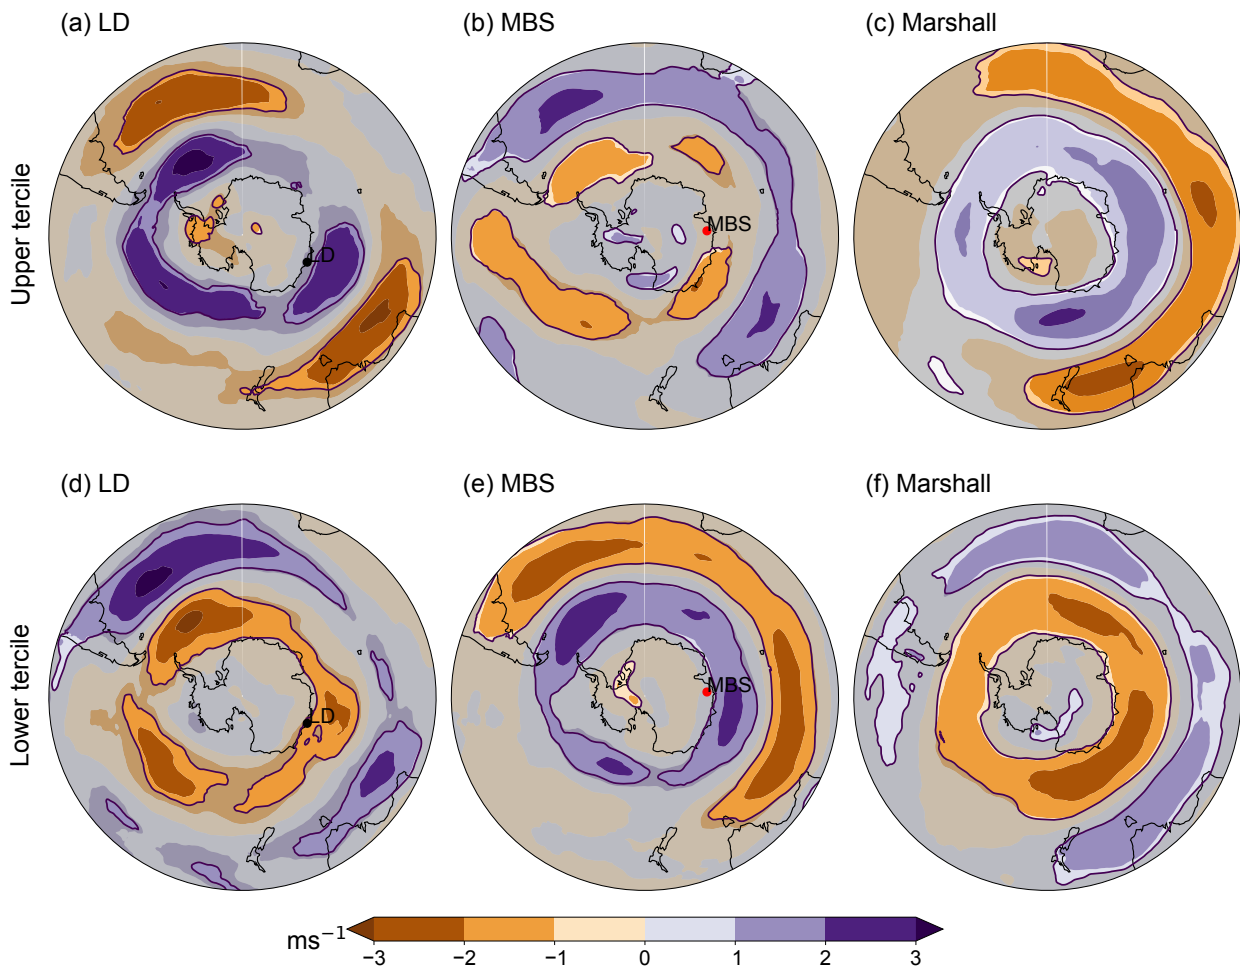 (a) LD
(b) MBS
(c) Marshall
Upper tercile
LD
MBS
(d) LD
(e) MBS
(f) Marshall
Lower tercile
LD
MBS
ms⁻¹
−3 −2 −1 0 1 2 3